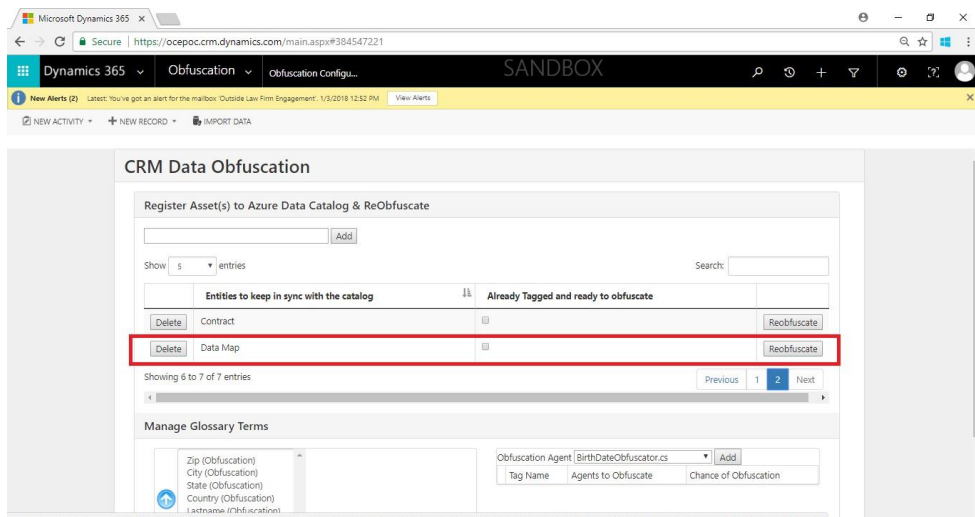 Microsoft Dynamics 365
Secure | https://ocepoc.crm.dynamics.com/main.aspx#384547221
Dynamics 365 Obfuscation Obfuscation Configu... SANDBOX
New Alerts (2) Latest: You've got an alert for the mailbox 'Outside Law Firm Engagement'. 1/3/2018 12:52 PM View Alerts
NEW ACTIVITY NEW RECORD IMPORT DATA
CRM Data Obfuscation
Register Asset(s) to Azure Data Catalog & ReObfuscate
Add
Show 5 entries Search:
Entities to keep in sync with the catalog Already Tagged and ready to obfuscate
Delete Contract Reobfuscate
Delete Data Map Reobfuscate
Showing 6 to 7 of 7 entries Previous 1 2 Next
Manage Glossary Terms
Zip (Obfuscation)
City (Obfuscation)
State (Obfuscation)
Country (Obfuscation)
Lastname (Obfuscation)
Obfuscation Agent BirthDateObfuscator.cs Add
Tag Name Agents to Obfuscate Chance of Obfuscation